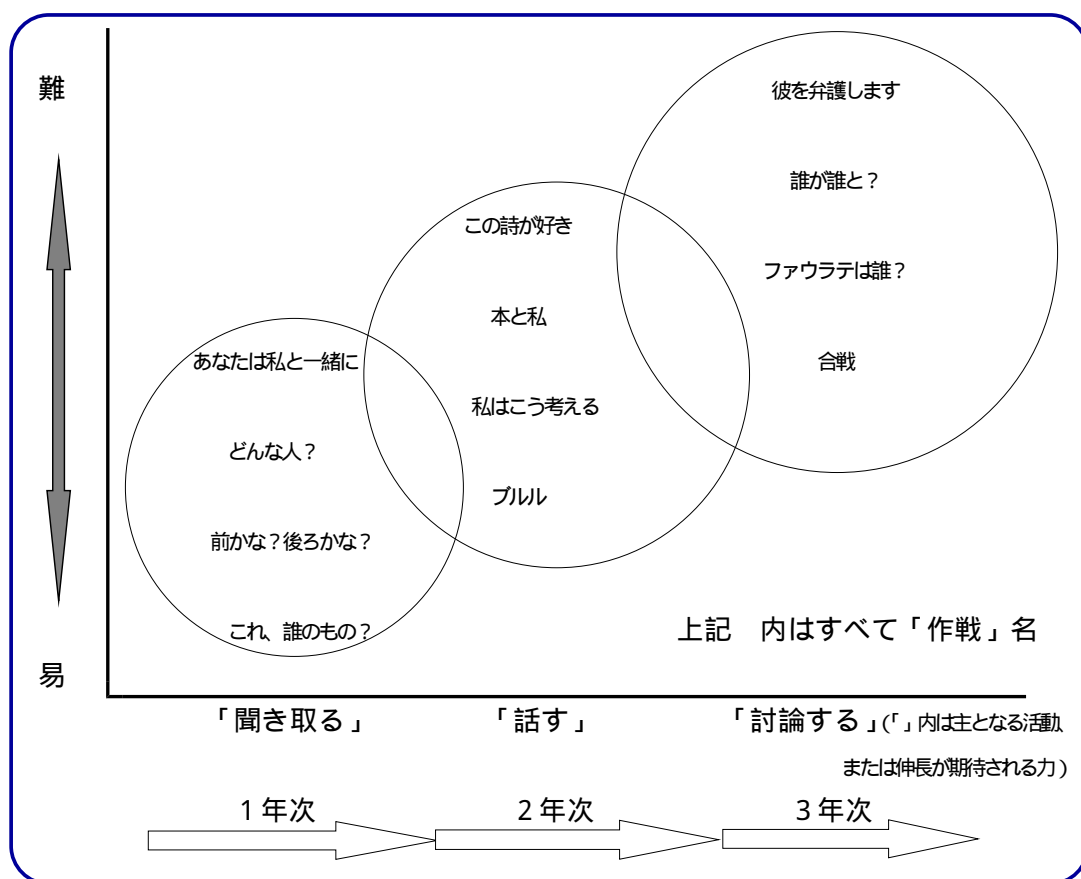 難
彼を弁護します
誰が誰と？
この詩が好き
ファウラテは誰？
本と私
あなたは私と一緒に
合戦
私はこう考える
どんな人？
ブルル
前かな？後ろかな？
これ、誰のもの？
上記　内はすべて「作戦」名
易
「聞き取る」 「話す」 「討論する」（「」内は主となる活動、
または伸長が期待される力）
1年次 2年次 3年次